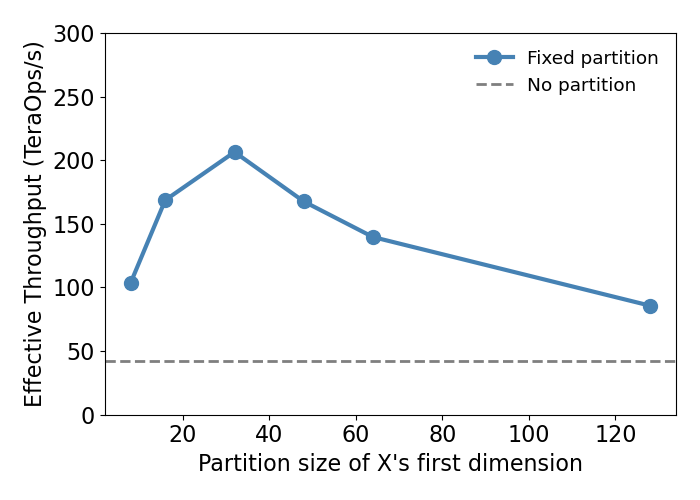 Effective Throughput (TeraOps/s)
300
250
200
150
100
50
0
Fixed partition
No partition
20 40 60 80 100 120
Partition size of X's first dimension